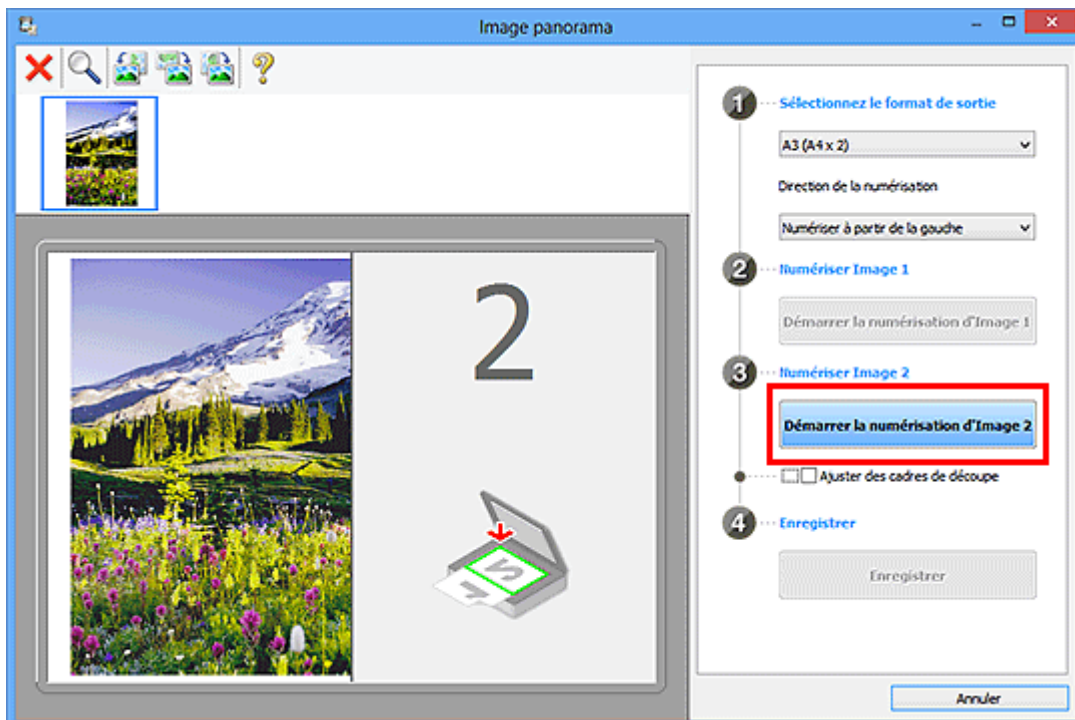 Image panorama
1
Sélectionnez le format de sortie
A3 (A4 x 2)
Direction de la numérisation
Numériser à partir de la gauche
2
Numériser Image 1
Démarrer la numérisation d'Image 1
3
Numériser Image 2
Démarrer la numérisation d'Image 2
Ajuster des cadres de découpe
4
Enregistrer
Enregistrer
Annuler
2
1
2